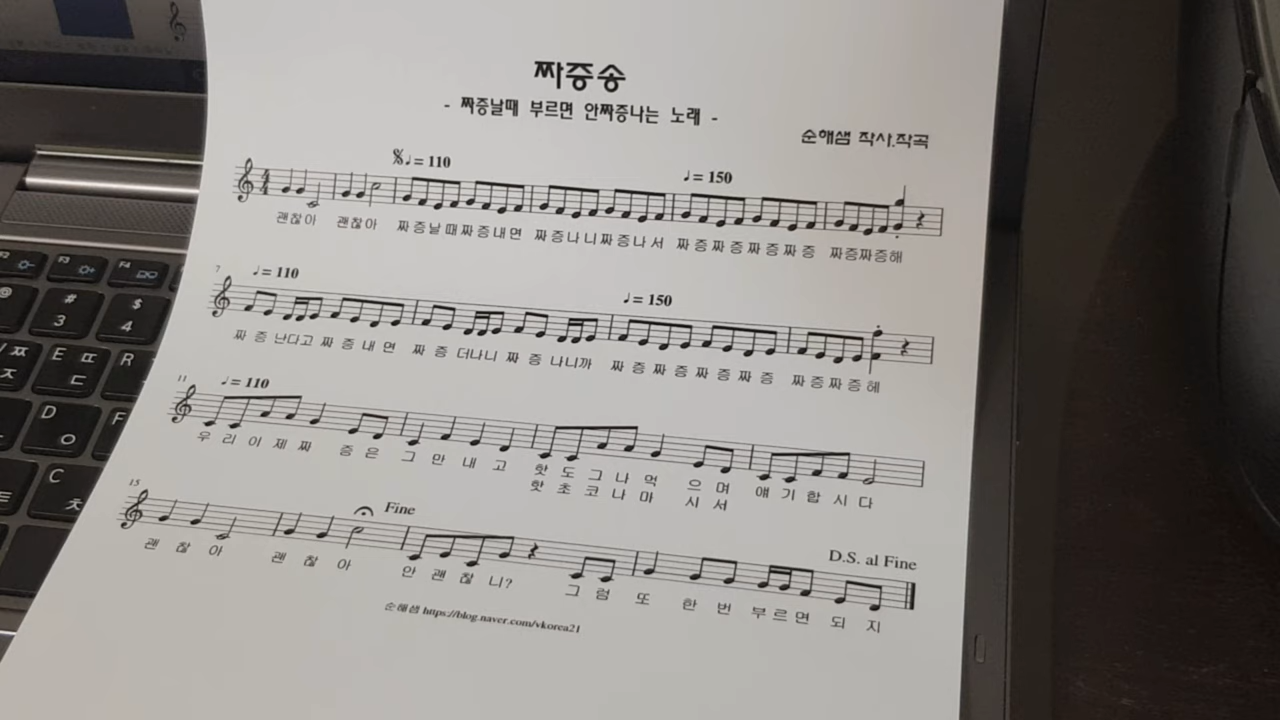 짜증송
- 짜증날때 부르면 안짜증나는 노래 -
순해샘 작사.작곡
♩= 110
♩= 150
괜찮아 괜찮아 짜증날때짜증내면 짜증나니짜증나서 짜증짜증짜증짜증 짜증짜증해
7
♩= 110
♩= 150
짜증난다고 짜증내면 짜증더나니 짜증나니까 짜증짜증짜증짜증 짜증짜증헤
11
♩= 110
우리이제짜 증은 그만내고 핫도그나먹 으며 얘기합시다
핫초코나마 시서
15
Fine
D.S. al Fine
괜찮아 괜찮아 안괜찮니? 그럼또한번부르면되지
순해샘 https://blog.naver.com/vkorea21
F2
F3
F4
#
3
$
4
E ㄸ
ㄷ
R
D
ㅇ
F
C